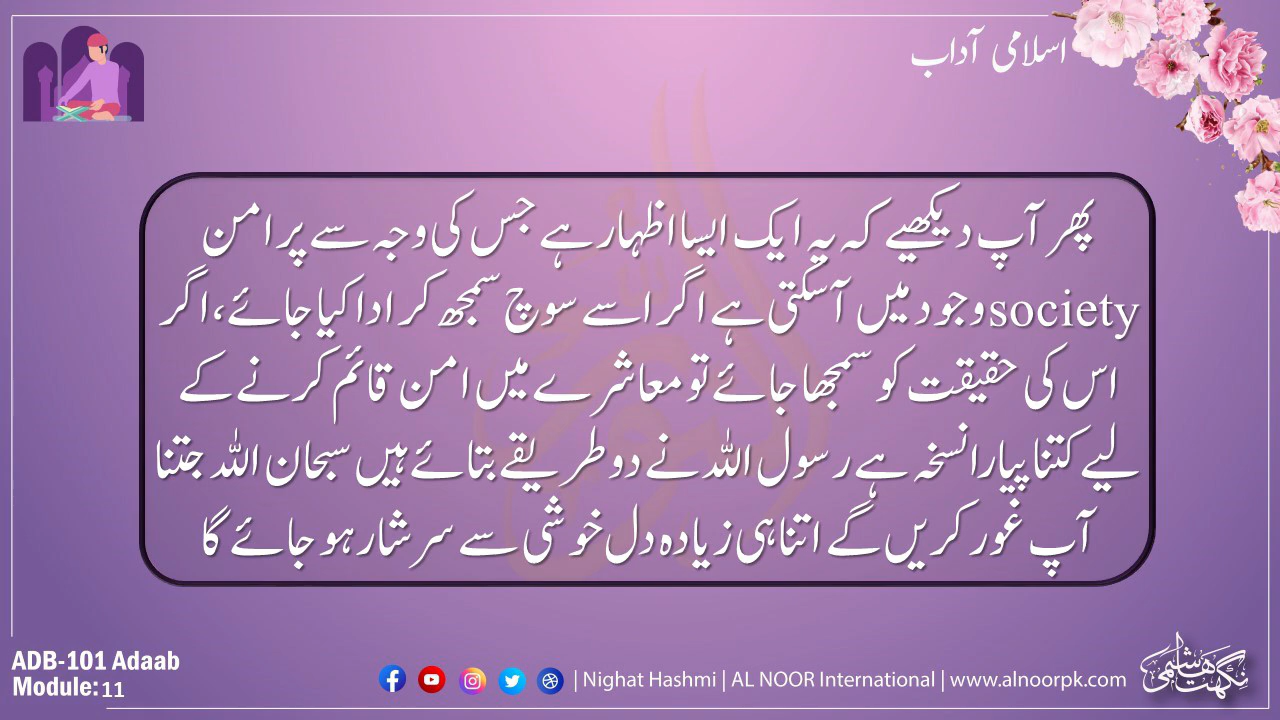 اسلامی آداب
پھر آپ دیکھیے کہ یہ ایک ایسا اظہار ہے جس کی وجہ سے پر امن
society وجود میں آسکتی ہے اگر اسے سوچ سمجھ کر ادا کیا جائے، اگر
اس کی حقیقت کو سمجھا جائے تو معاشرے میں امن قائم کرنے کے
لیے کتنا پیارا نسخہ ہے رسول اللہ نے دو طریقے بتائے ہیں سبحان اللہ جتنا
آپ غور کریں گے اتنا ہی زیادہ دل خوشی سے سرشار ہو جائے گا
ADB-101 Adaab
Module: 11
| Nighat Hashmi | AL NOOR International | www.alnoorpk.com
نگہت ہاشمی